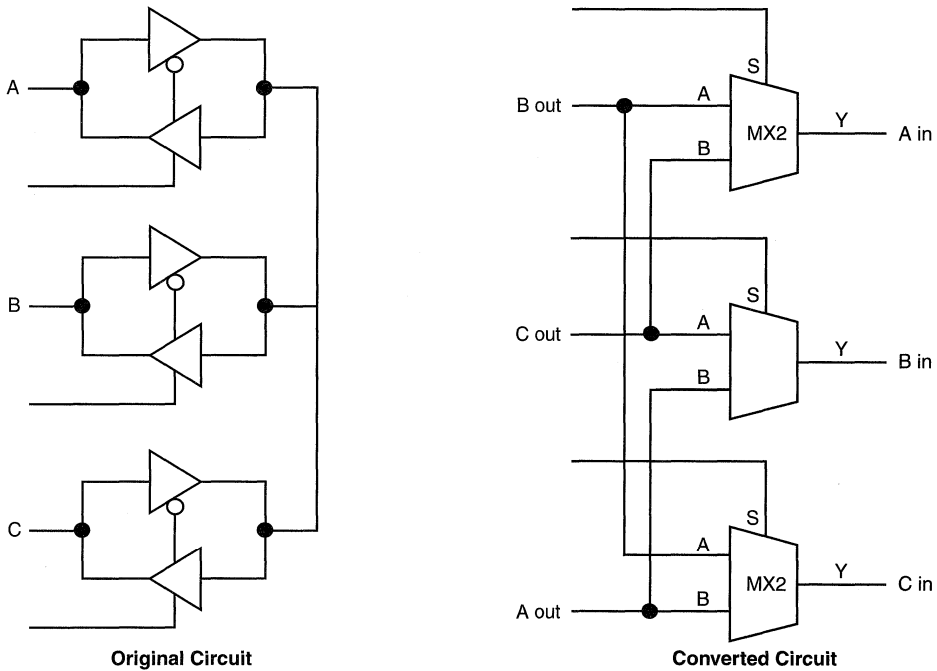 A
B
C
Original Circuit
S
B out
A
B
MX2
Y
A in
S
C out
A
B
Y
B in
S
A
B
MX2
Y
C in
A out
Converted Circuit